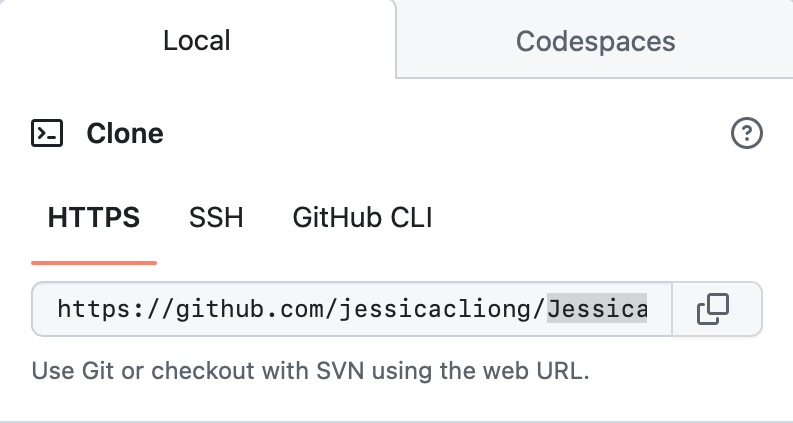 Local
Codespaces
Clone
HTTPS
SSH
GitHub CLI
https://github.com/jessicacliong/Jessica
Use Git or checkout with SVN using the web URL.